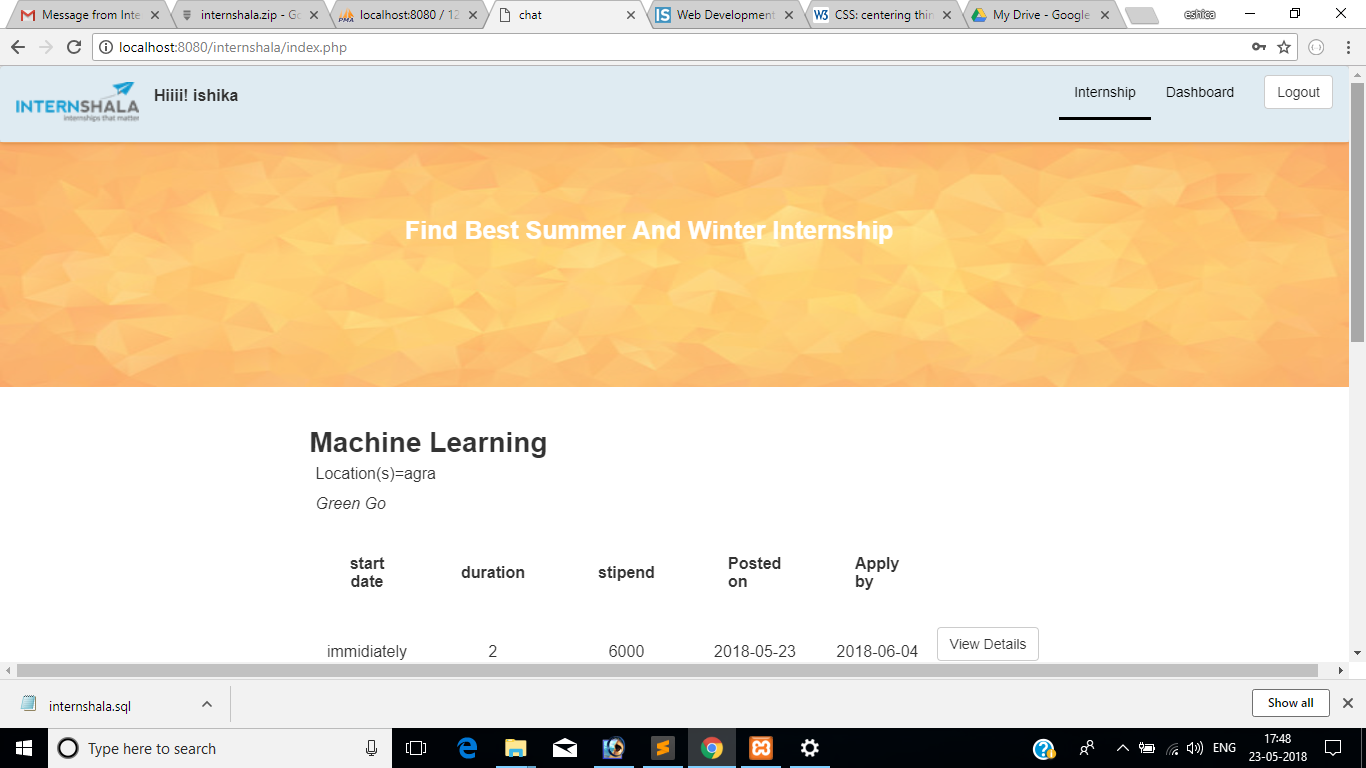 Message from Inte
internshala.zip - Go
localhost:8080 / 12
chat
Web Development
CSS: centering thin
My Drive - Google
eshica
localhost:8080/internshala/index.php
INTERNSHALA
internships that matter
Hiiii! ishika
Internship
Dashboard
Logout
Find Best Summer And Winter Internship
Machine Learning
Location(s)=agra
Green Go
start date
duration
stipend
Posted on
Apply by
immidiately
2
6000
2018-05-23
2018-06-04
View Details
internshala.sql
Show all
Type here to search
ENG
17:48
23-05-2018